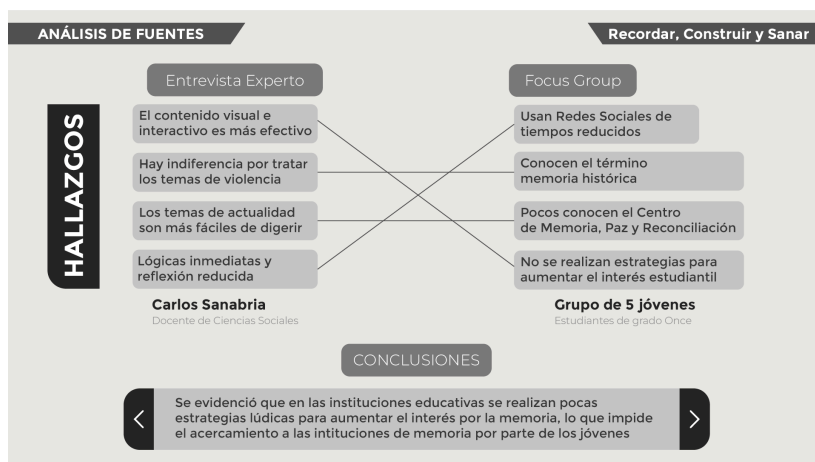 ANÁLISIS DE FUENTES
Recordar, Construir y Sanar
HALLAZGOS
Entrevista Experto
El contenido visual e
interactivo es más efectivo
Hay indiferencia por tratar
los temas de violencia
Los temas de actualidad
son más fáciles de digerir
Lógicas inmediatas y
reflexión reducida
Carlos Sanabria
Docente de Ciencias Sociales
Focus Group
Usan Redes Sociales de
tiempos reducidos
Conocen el término
memoria histórica
Pocos conocen el Centro
de Memoria, Paz y Reconciliación
No se realizan estrategias para
aumentar el interés estudiantil
Grupo de 5 jóvenes
Estudiantes de grado Once
CONCLUSIONES
Se evidenció que en las instituciones educativas se realizan pocas
estrategias lúdicas para aumentar el interés por la memoria, lo que impide
el acercamiento a las intituciones de memoria por parte de los jóvenes